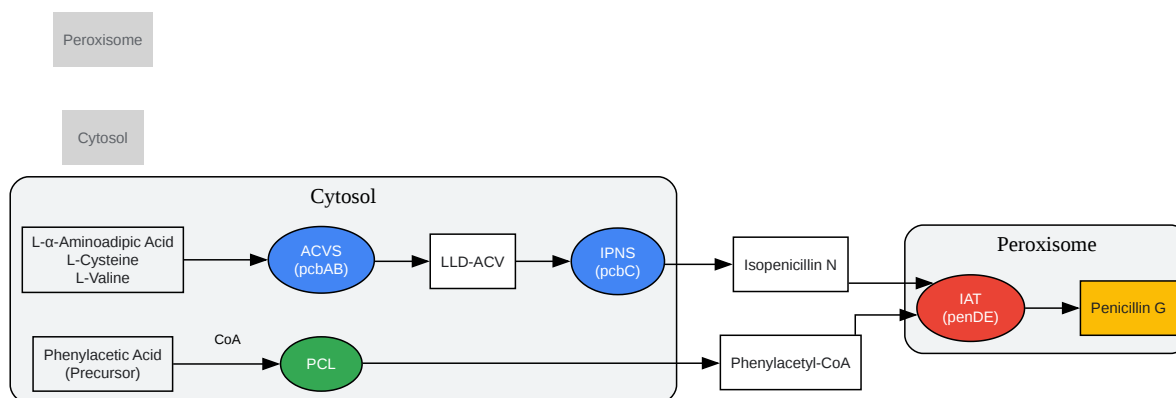 Peroxisome
Cytosol
Cytosol
L-α-Aminoadipic Acid
L-Cysteine
L-Valine
ACVS
(pcbAB)
LLD-ACV
IPNS
(pcbC)
Isopenicillin N
Peroxisome
IAT
(penDE)
Penicillin G
Phenylacetic Acid
(Precursor)
CoA
PCL
Phenylacetyl-CoA